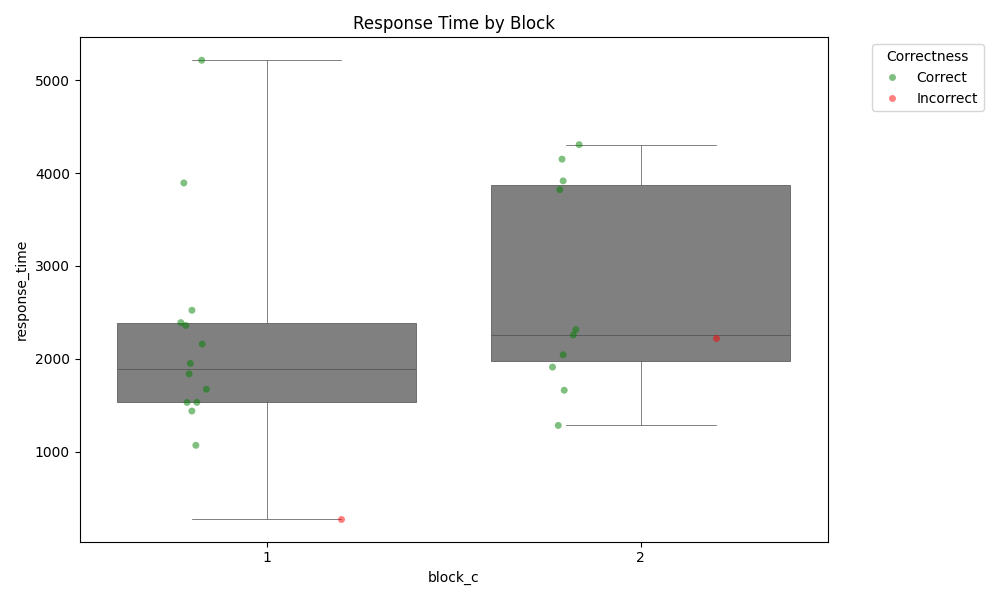 Response Time by Block
Correctness
Correct
Incorrect
response_time
5000
4000
3000
2000
1000
1
2
block_c